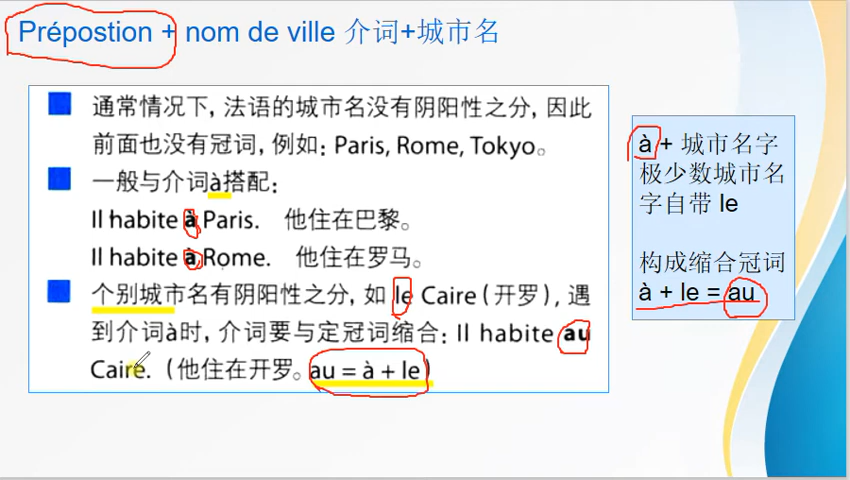 Prépostion + nom de ville 介词+城市名
通常情况下，法语的城市名没有阴阳性之分，因此
前面也没有冠词，例如：Paris, Rome, Tokyo。
一般与介词à搭配：
Il habite à Paris. 他住在巴黎。
Il habite à Rome. 他住在罗马。
个别城市名有阴阳性之分，如 le Caire（开罗），遇
到介词à时，介词要与定冠词缩合：Il habite au
Caire.（他住在开罗。au = à + le）
à + 城市名字
极少数城市名
字自带 le
构成缩合冠词
à + le = au